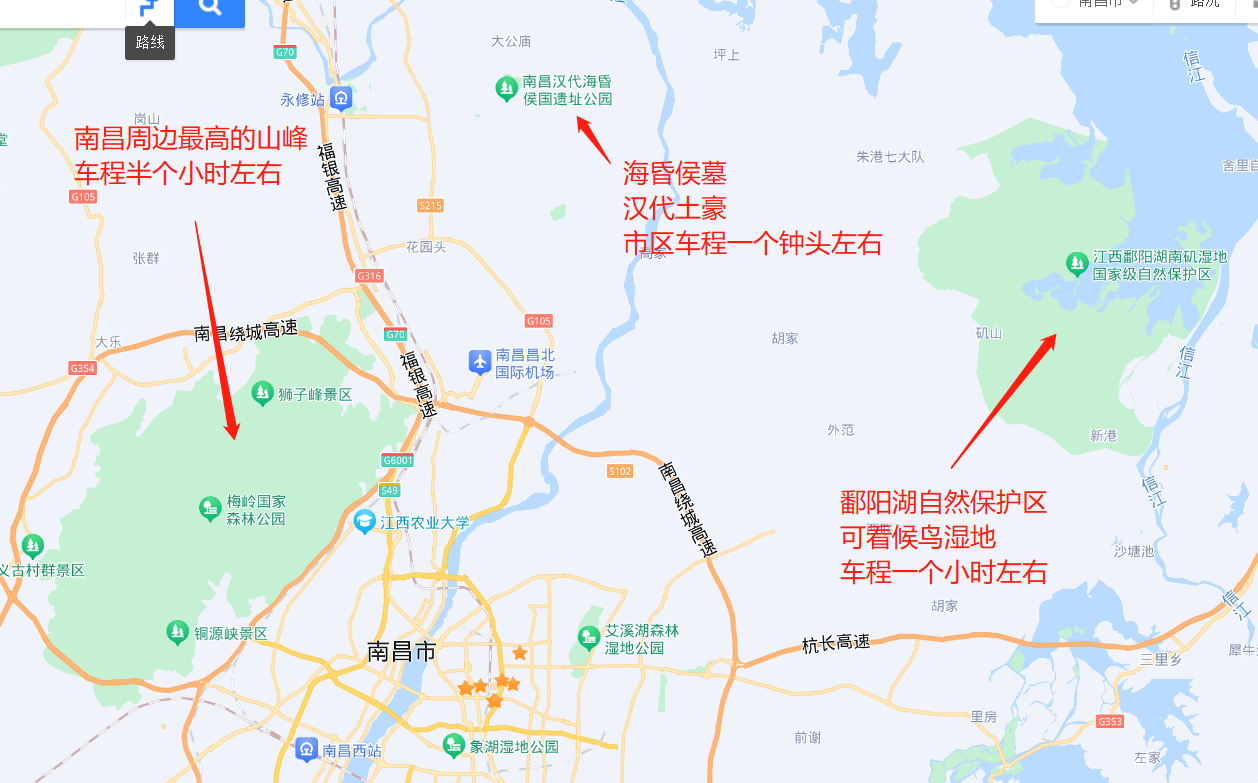 南昌市
路况
路线
G70
大公庙
坪上
信江
南昌汉代海昏
侯国遗址公园
永修站
岗山
南昌周边最高的山峰
车程半个小时左右
福银高速
朱港七大队
海昏侯墓
汉代土豪
市区车程一个钟头左右
G105
S215
花园头
张群
G316
江西鄱阳湖南矶湿地
国家级自然保护区
南昌绕城高速
G105
G70
大乐
胡家
矶山
G354
福银高速
南昌昌北
国际机场
信江
狮子峰景区
外范
新港
G6001
S102
南昌绕城高速
S49
梅岭国家
森林公园
江西农业大学
信江
鄱阳湖自然保护区
可看候鸟湿地
车程一个小时左右
沙塘池
义古村群景区
胡家
信江
铜源峡景区
艾溪湖森林
湿地公园
南昌市
杭长高速
三里乡
里房
G353
前谢
南昌西站
象湖湿地公园
左家